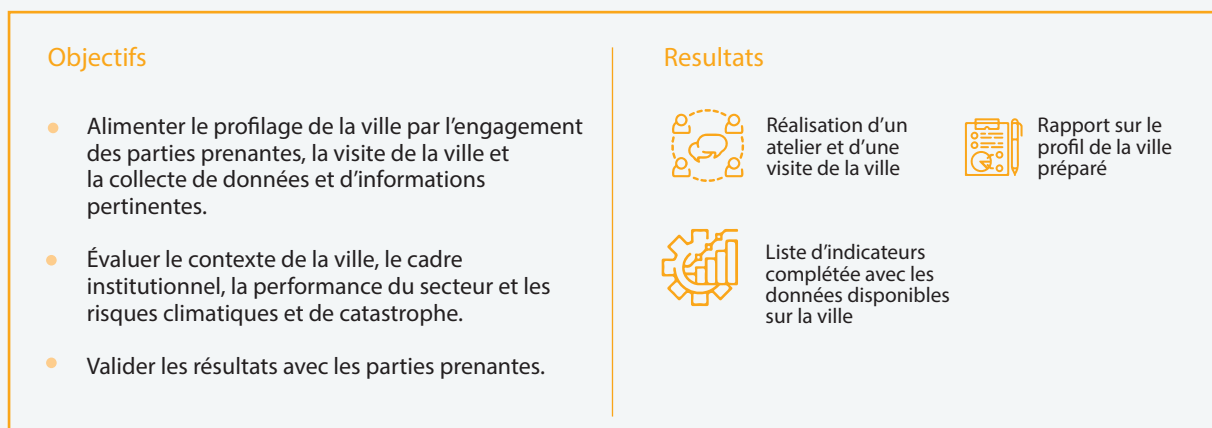 Objectifs
Alimenter le profilage de la ville par l'engagement
des parties prenantes, la visite de la ville et
la collecte de données et d'informations
pertinentes.
Évaluer le contexte de la ville, le cadre
institutionnel, la performance du secteur et les
risques climatiques et de catastrophe.
Valider les résultats avec les parties prenantes.
Resultats
Réalisation d'un
atelier et d'une
visite de la ville
Rapport sur le
profil de la ville
préparé
Liste d'indicateurs
complétée avec les
données disponibles
sur la ville